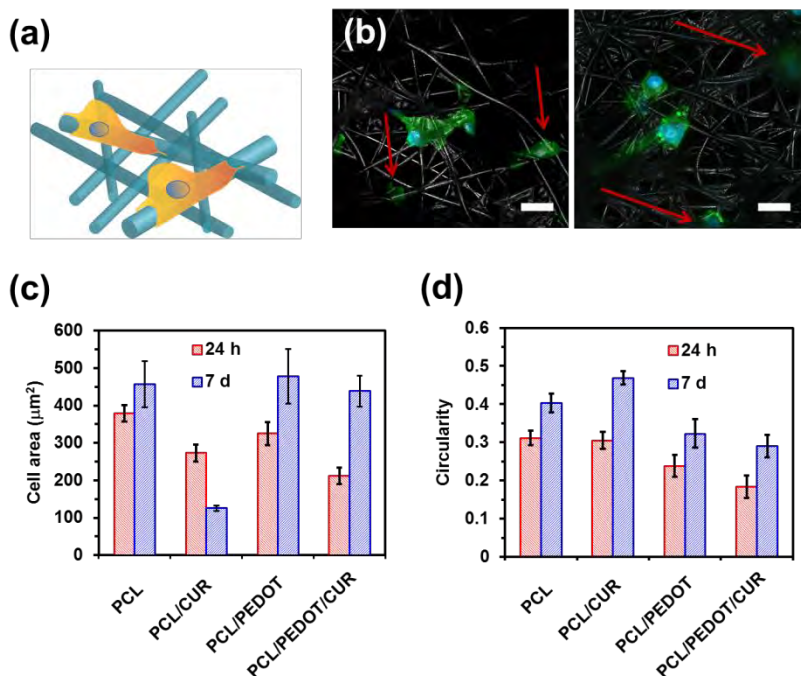 (a)
(b)
(c)
Cell area (μm²)
600
500
400
300
200
100
0
24 h
7 d
PCL
PCL/CUR
PCL/PEDOT
PCL/PEDOT/CUR
(d)
Circularity
0.6
0.5
0.4
0.3
0.2
0.1
0
24 h
7 d
PCL
PCL/CUR
PCL/PEDOT
PCL/PEDOT/CUR